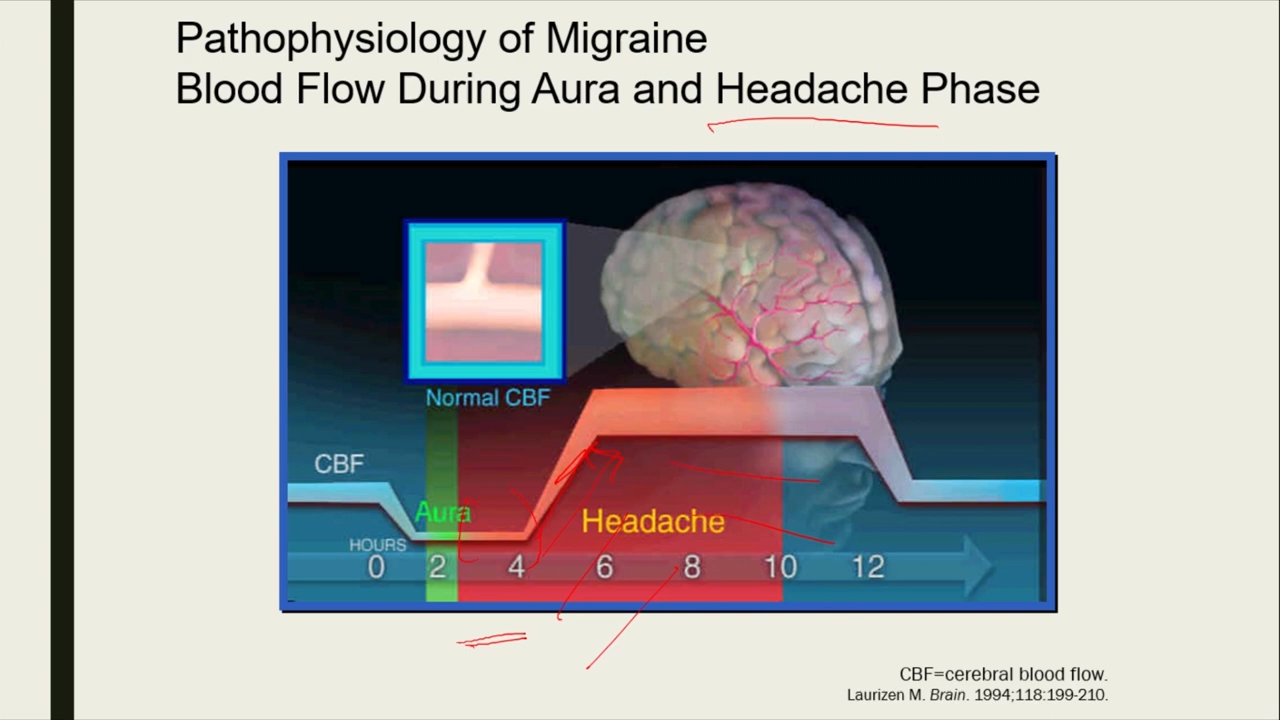 Pathophysiology of Migraine
Blood Flow During Aura and Headache Phase
Normal CBF
CBF
Aura
Headache
HOURS
0 2 4 6 8 10 12
CBF=cerebral blood flow.
Laurizen M. Brain. 1994;118:199-210.